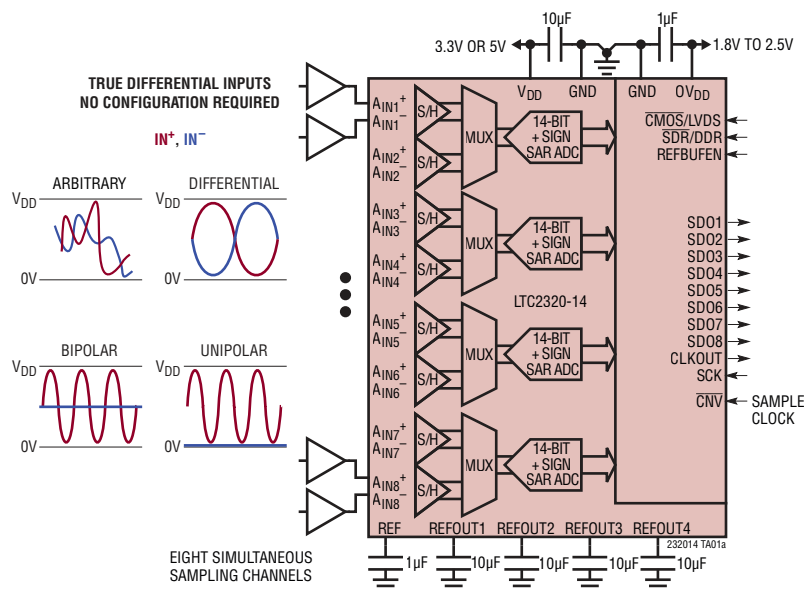 10µF
1µF
3.3V OR 5V
1.8V TO 2.5V
TRUE DIFFERENTIAL INPUTS
NO CONFIGURATION REQUIRED
IN+, IN−
VDD
GND
GND
OVDD
AIN1+
AIN1−
S/H
AIN2+
AIN2−
S/H
MUX
14-BIT
+ SIGN
SAR ADC
CMOS/LVDS
SDR/DDR
REFBUFEN
ARBITRARY
VDD
0V
DIFFERENTIAL
AIN3+
AIN3−
S/H
AIN4+
AIN4−
S/H
MUX
14-BIT
+ SIGN
SAR ADC
LTC2320-14
SDO1
SDO2
SDO3
SDO4
SDO5
SDO6
SDO7
SDO8
CLKOUT
SCK
CNV
SAMPLE
CLOCK
BIPOLAR
VDD
0V
UNIPOLAR
AIN5+
AIN5−
S/H
AIN6+
AIN6−
S/H
MUX
14-BIT
+ SIGN
SAR ADC
AIN7+
AIN7−
S/H
AIN8+
AIN8−
S/H
MUX
14-BIT
+ SIGN
SAR ADC
REF
REFOUT1
REFOUT2
REFOUT3
REFOUT4
232014 TA01a
1µF
10µF
10µF
10µF
10µF
EIGHT SIMULTANEOUS
SAMPLING CHANNELS